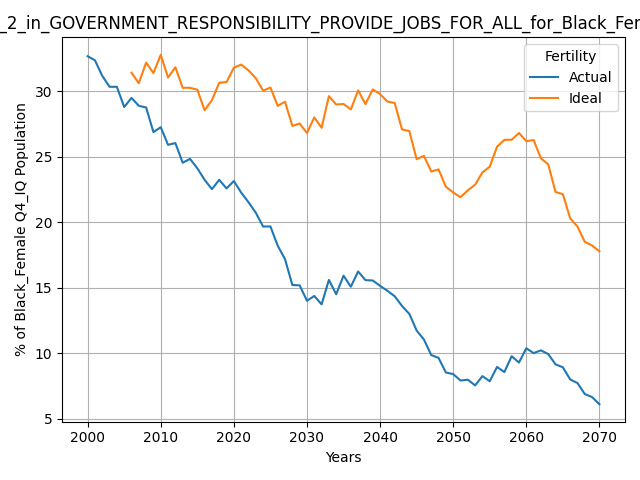 _2_in_GOVERNMENT_RESPONSIBILITY_PROVIDE_JOBS_FOR_ALL_for_Black_Fer
Fertility
Actual
Ideal
% of Black_Female Q4_IQ Population
30
25
20
15
10
5
2000 2010 2020 2030 2040 2050 2060 2070
Years